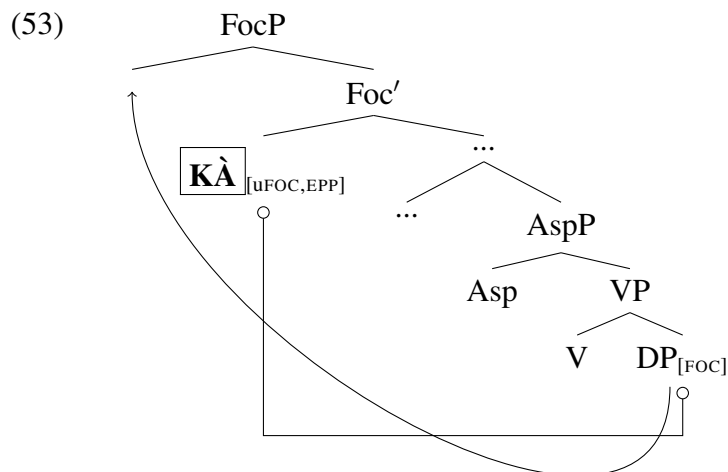 (53) FocP
Foc′
KÀ[uFOC,EPP] ...
... AspP
Asp VP
V DP[FOC]